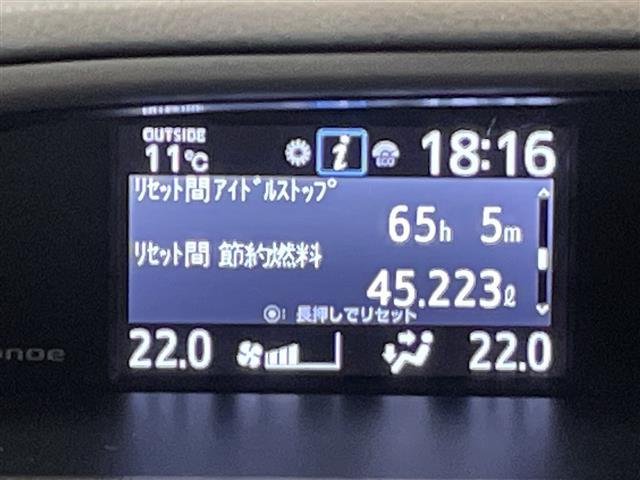 OUTSIDE
11℃
i
ECO
18:16
リセット間アイドルストップ
65h 5m
リセット間 節約燃料
45.223ℓ
◉: 長押しでリセット
22.0
22.0